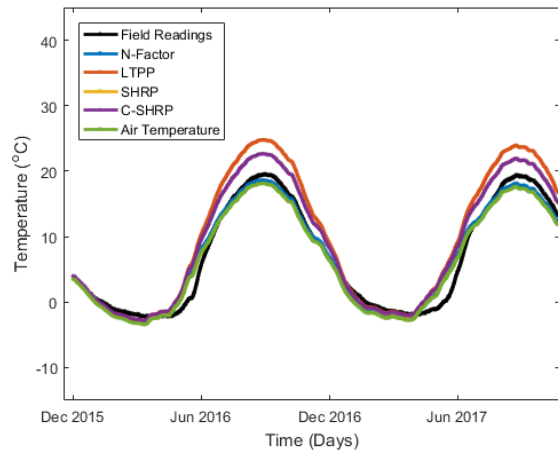 Field Readings
N-Factor
LTPP
SHRP
C-SHRP
Air Temperature
Temperature (°C)
40
30
20
10
0
-10
Dec 2015 Jun 2016 Dec 2016 Jun 2017
Time (Days)